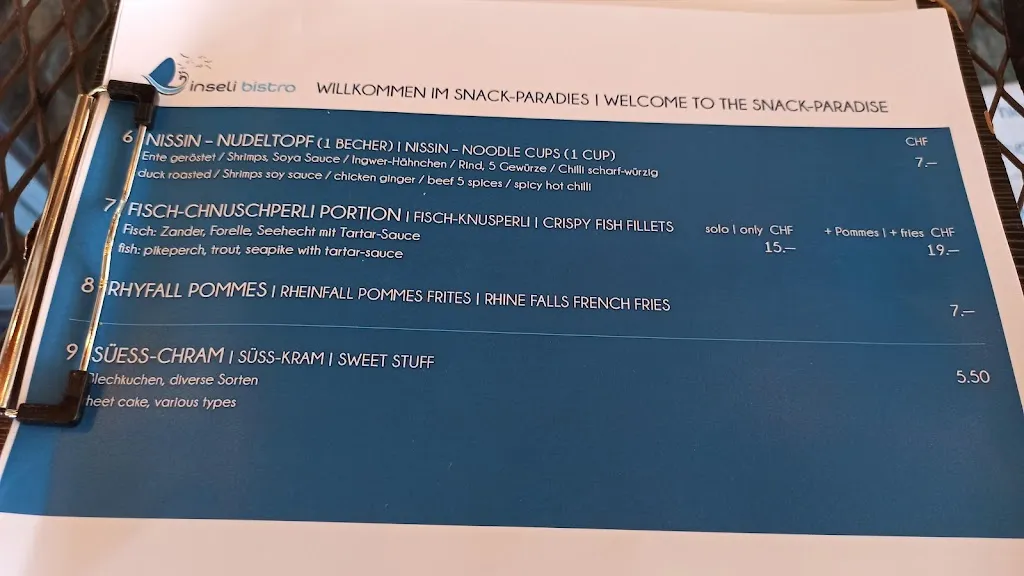 inseli bistro
WILLKOMMEN IM SNACK-PARADIES | WELCOME TO THE SNACK-PARADISE
CHF
6 NISSIN – NUDELTOPF (1 BECHER) | NISSIN – NOODLE CUPS (1 CUP) 7.–
Ente geröstet / Shrimps, Soya Sauce / Ingwer-Hähnchen / Rind, 5 Gewürze / Chilli scharf-würzig
duck roasted / Shrimps soy sauce / chicken ginger / beef 5 spices / spicy hot chilli
7 FISCH-CHNUSCHPERLI PORTION | FISCH-KNUSPERLI | CRISPY FISH FILLETS
solo | only CHF + Pommes | + fries CHF
Fisch: Zander, Forelle, Seehecht mit Tartar-Sauce 15.– 19.–
fish: pikeperch, trout, seapike with tartar-sauce
8 RHYFALL POMMES | RHEINFALL POMMES FRITES | RHINE FALLS FRENCH FRIES 7.–
9 SÜESS-CHRAM | SÜSS-KRAM | SWEET STUFF 5.50
Blechkuchen, diverse Sorten
heet cake, various types